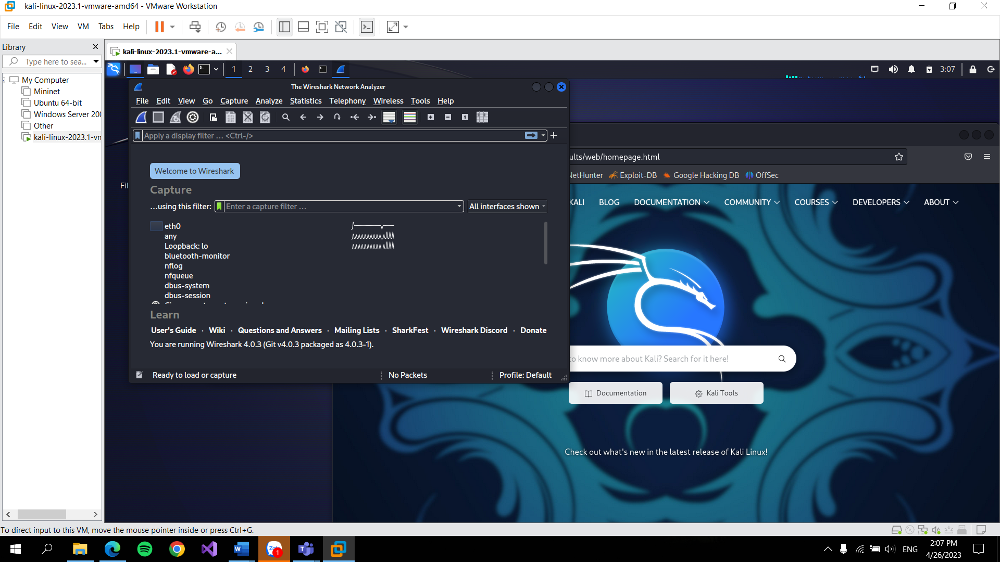 kali-linux-2023.1-vmware-amd64 - VMware Workstation
File Edit View VM Tabs Help
Library
Type here to sea...
My Computer
Mininet
Ubuntu 64-bit
Windows Server 200
Other
kali-linux-2023.1-vn
kali-linux-2023.1-vmware-a...
1 2 3 4
3:07
The Wireshark Network Analyzer
File Edit View Go Capture Analyze Statistics Telephony Wireless Tools Help
Apply a display filter … <Ctrl-/>
Welcome to Wireshark
Capture
…using this filter: Enter a capture filter … All interfaces shown
eth0
any
Loopback: lo
bluetooth-monitor
nflog
nfqueue
dbus-system
dbus-session
Learn
User's Guide · Wiki · Questions and Answers · Mailing Lists · SharkFest · Wireshark Discord · Donate
You are running Wireshark 4.0.3 (Git v4.0.3 packaged as 4.0.3-1).
Ready to load or capture No Packets Profile: Default
Fil
ults/web/homepage.html
NetHunter Exploit-DB Google Hacking DB OffSec
KALI BLOG DOCUMENTATION COMMUNITY COURSES DEVELOPERS ABOUT
to know more about Kali? Search for it here!
Documentation Kali Tools
Check out what's new in the latest release of Kali Linux!
To direct input to this VM, move the mouse pointer inside or press Ctrl+G.
1
ENG
2:07 PM
4/26/2023